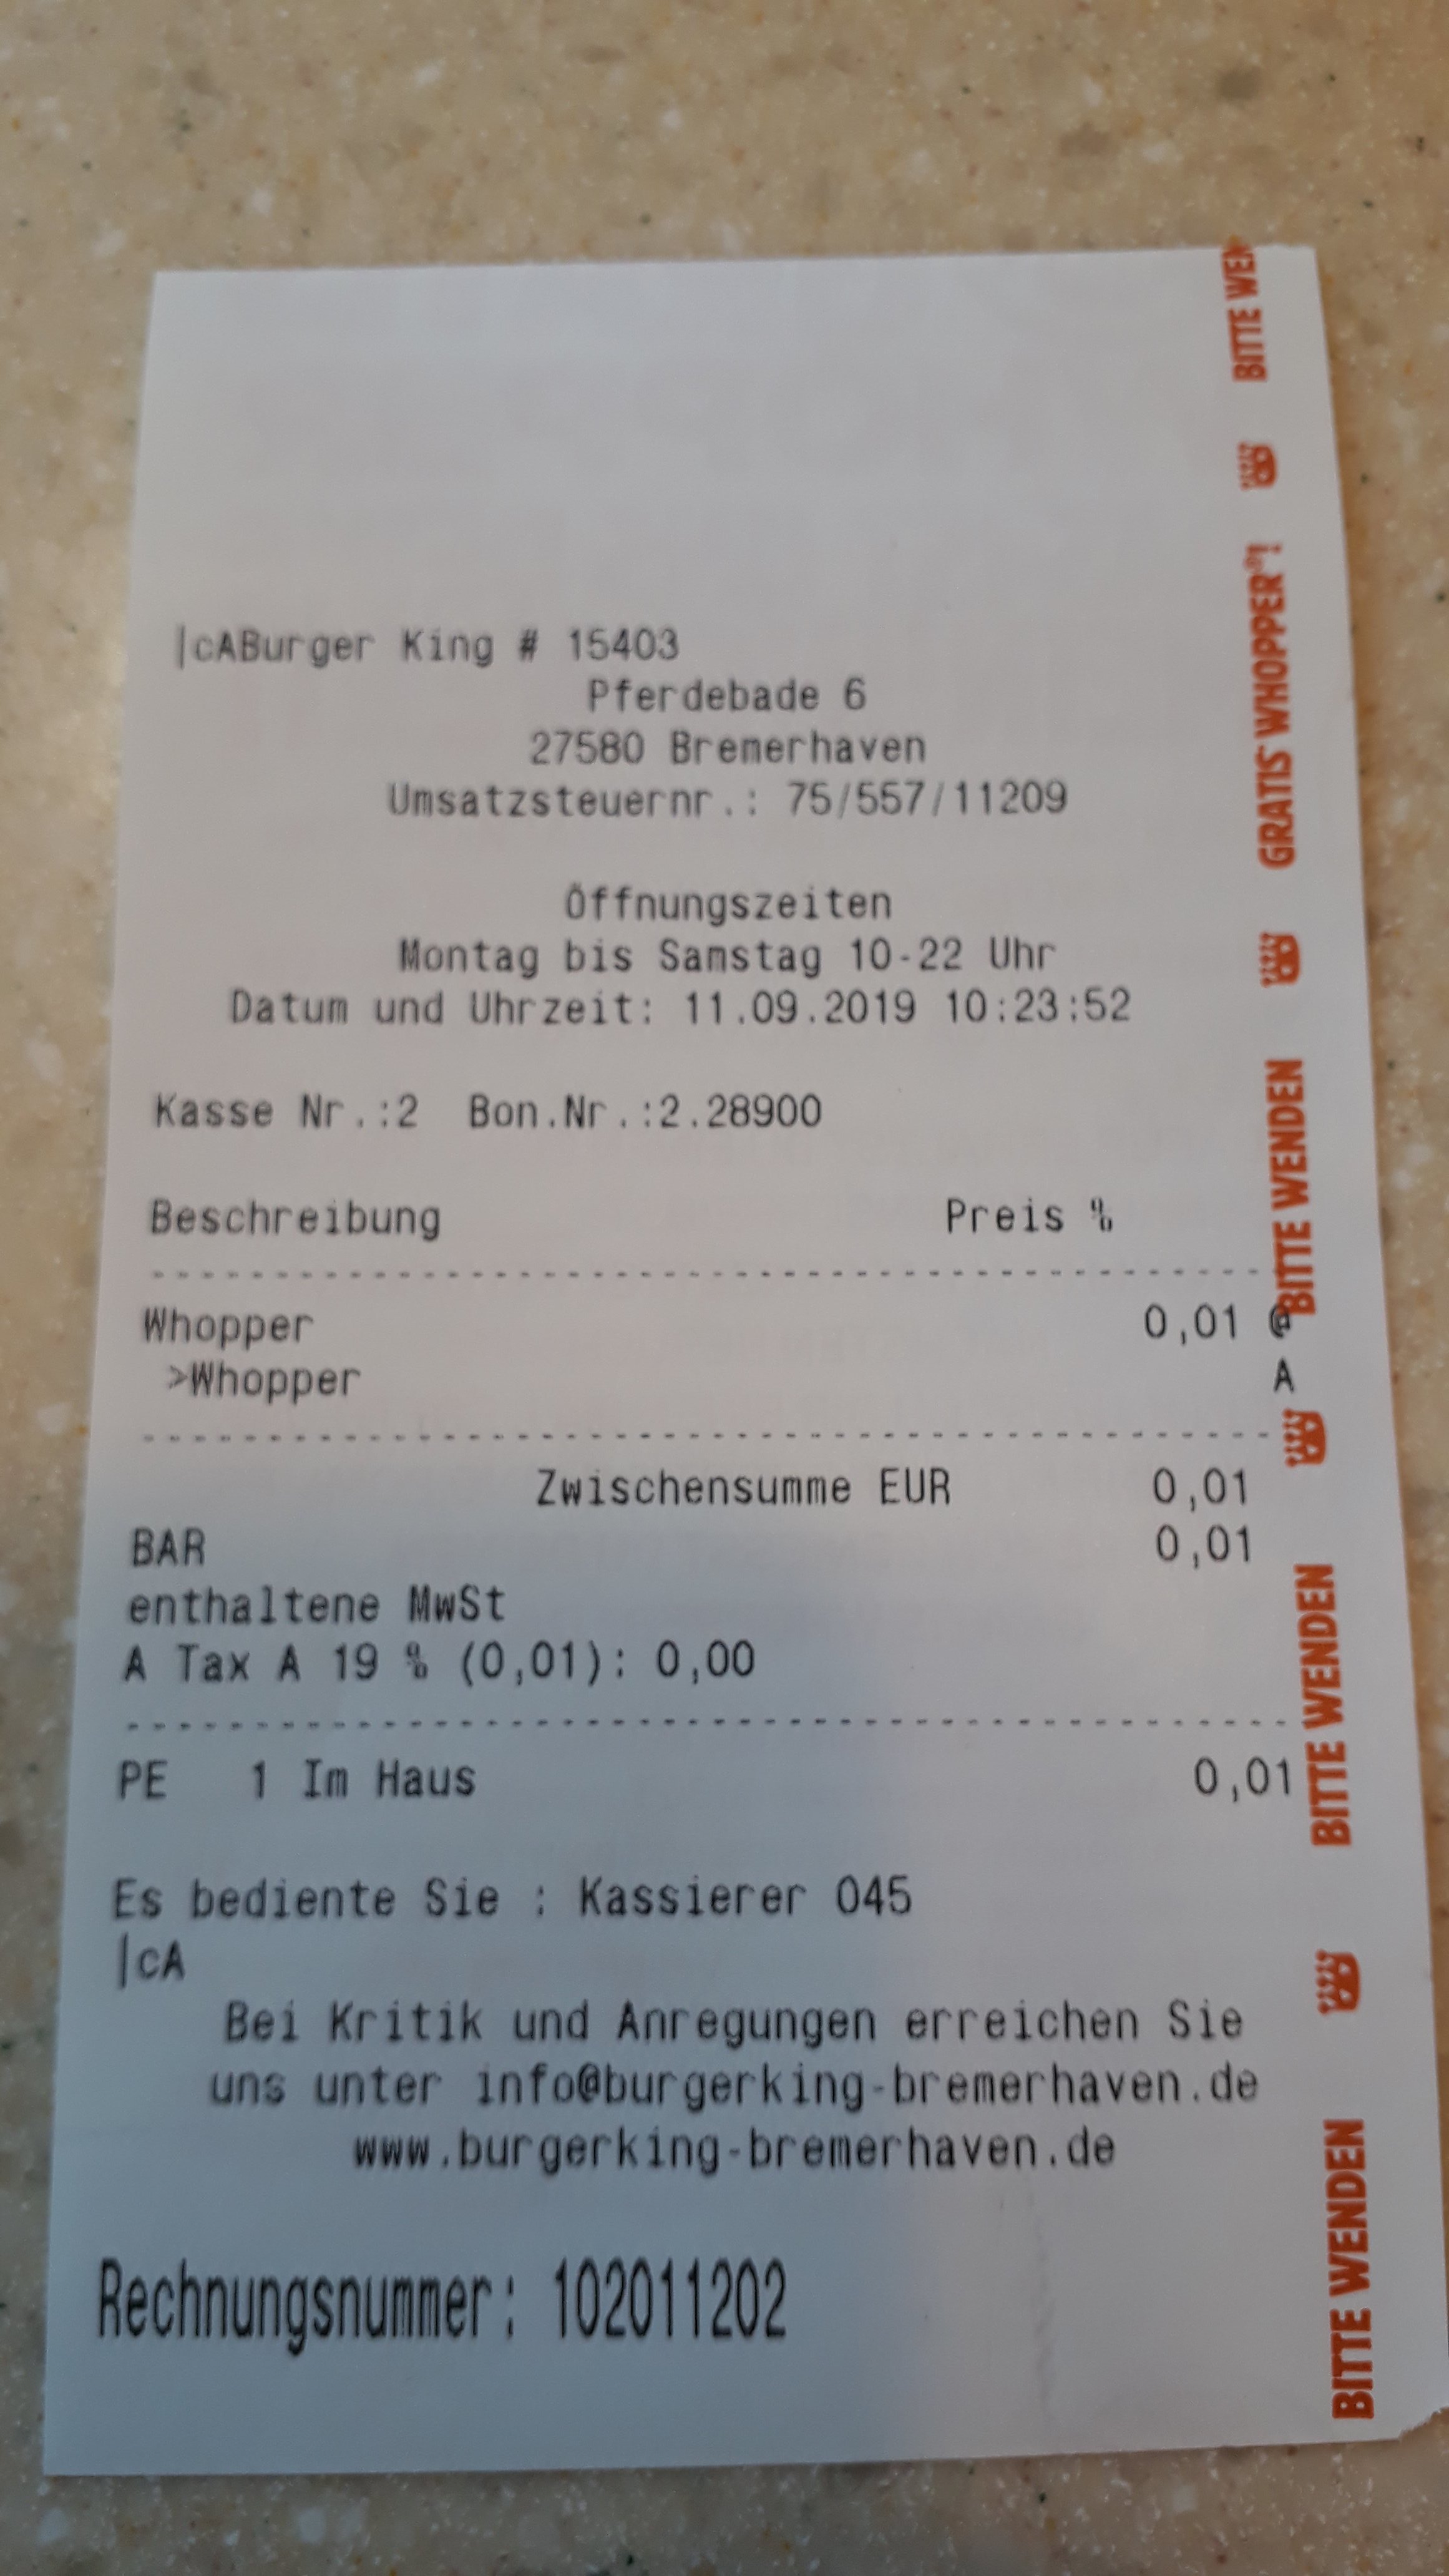 |cABurger King # 15403
Pferdebade 6
27580 Bremerhaven
Umsatzsteuernr.: 75/557/11209
Öffnungszeiten
Montag bis Samstag 10-22 Uhr
Datum und Uhrzeit: 11.09.2019 10:23:52
Kasse Nr.:2 Bon.Nr.:2.28900
Beschreibung Preis %
Whopper 0,01 @
>Whopper A
Zwischensumme EUR 0,01
BAR 0,01
enthaltene MwSt
A Tax A 19 % (0,01): 0,00
PE 1 Im Haus 0,01
Es bediente Sie : Kassierer 045
|cA
Bei Kritik und Anregungen erreichen Sie
uns unter info@burgerking-bremerhaven.de
www.burgerking-bremerhaven.de
Rechnungsnummer: 102011202
BITTE WENDEN
BITTE WENDEN
BITTE WENDEN
GRATIS WHOPPER®!
BITTE WEN